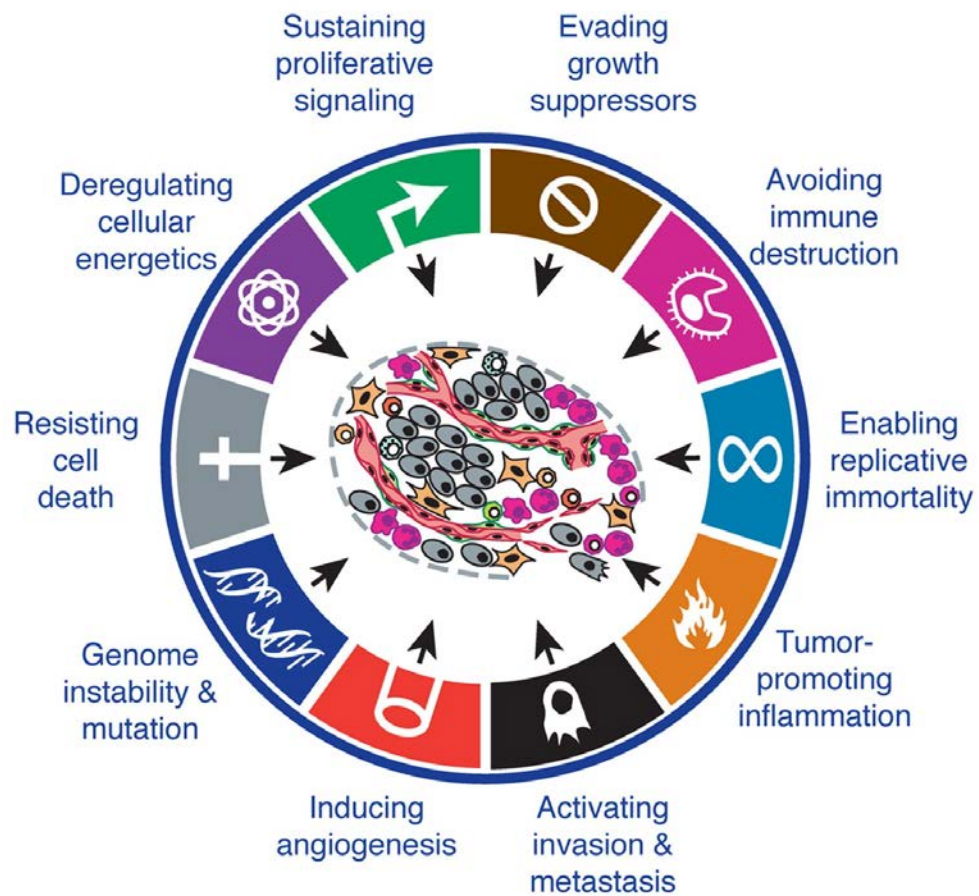 Sustaining
proliferative
signaling
Evading
growth
suppressors
Avoiding
immune
destruction
Enabling
replicative
immortality
Tumor-
promoting
inflammation
Activating
invasion &
metastasis
Inducing
angiogenesis
Genome
instability &
mutation
Resisting
cell
death
Deregulating
cellular
energetics